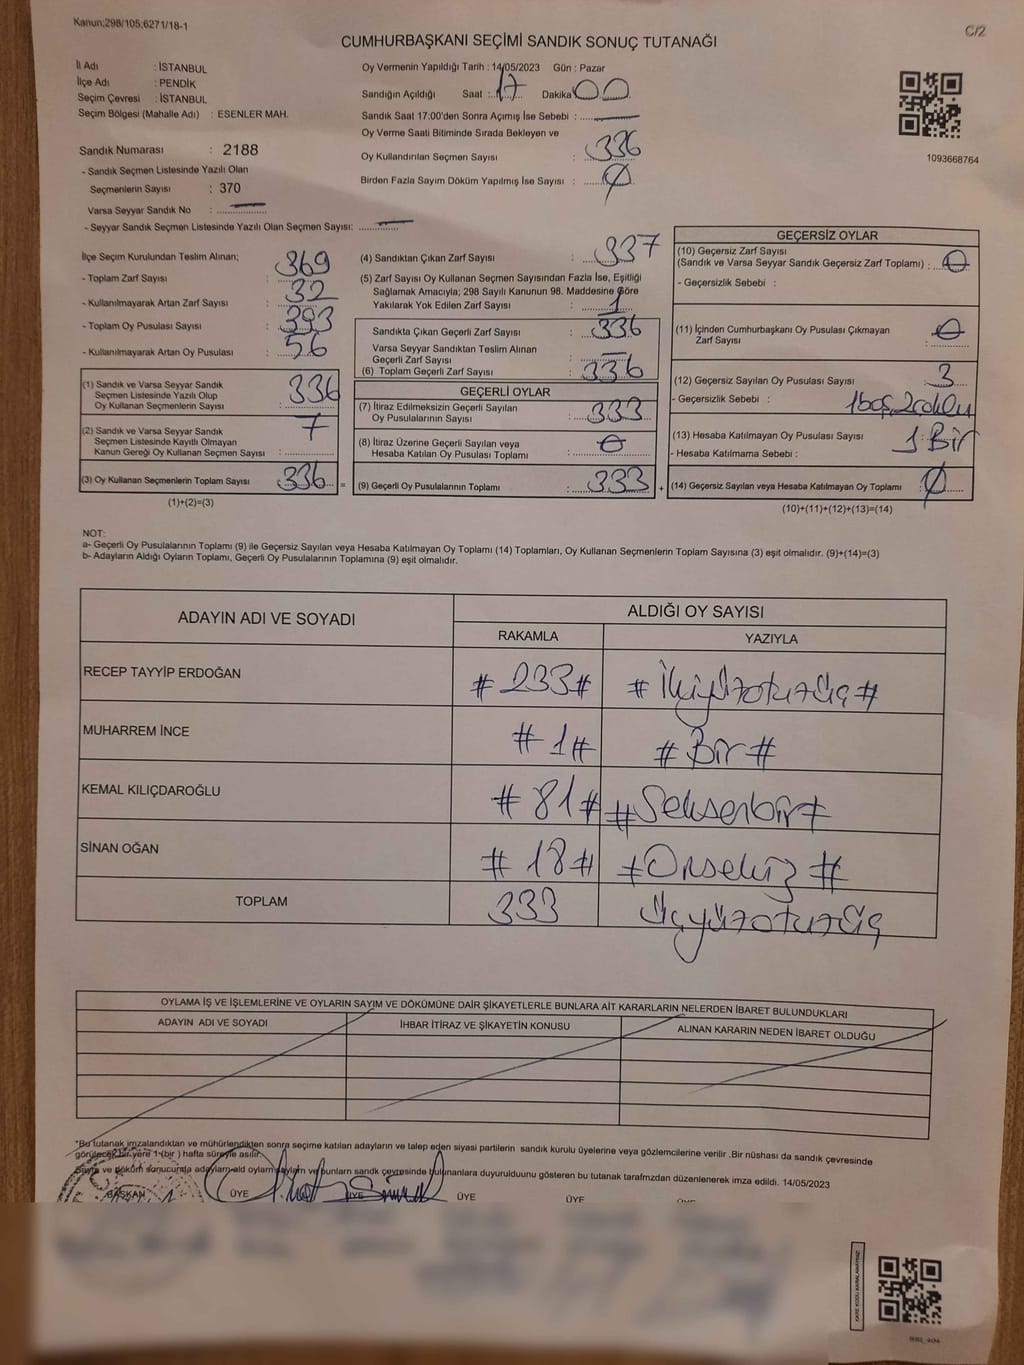 Kanun;298/105;6271/18-1
C/2
CUMHURBAŞKANI SEÇİMİ SANDIK SONUÇ TUTANAĞI
İl Adı : İSTANBUL
İlçe Adı : PENDİK
Seçim Çevresi : İSTANBUL
Seçim Bölgesi (Mahalle Adı) : ESENLER MAH.
Sandık Numarası : 2188
- Sandık Seçmen Listesinde Yazılı Olan
Seçmenlerin Sayısı : 370
Varsa Seyyar Sandık No :
- Seyyar Sandık Seçmen Listesinde Yazılı Olan Seçmen Sayısı:
Oy Vermenin Yapıldığı Tarih : 14/05/2023 Gün : Pazar
Sandığın Açıldığı Saat : 17 Dakika 00
Sandık Saat 17:00'den Sonra Açımış İse Sebebi :
Oy Verme Saati Bitiminde Sırada Bekleyen ve
Oy Kullandırılan Seçmen Sayısı : 336
Birden Fazla Sayım Döküm Yapılmış İse Sayısı : 0
1093668764
İlçe Seçim Kurulundan Teslim Alınan;
- Toplam Zarf Sayısı : 369
- Kullanılmayarak Artan Zarf Sayısı : 32
- Toplam Oy Pusulası Sayısı : 393
- Kullanılmayarak Artan Oy Pusulası : 56
(1) Sandık ve Varsa Seyyar Sandık
Seçmen Listesinde Yazılı Olup
Oy Kullanan Seçmenlerin Sayısı : 336
(2) Sandık ve Varsa Seyyar Sandık
Seçmen Listesinde Kayıtlı Olmayan
Kanun Gereği Oy Kullanan Seçmen Sayısı : 7
(3) Oy Kullanan Seçmenlerin Toplam Sayısı : 336 =
(1)+(2)=(3)
(4) Sandıktan Çıkan Zarf Sayısı : 337
(5) Zarf Sayısı Oy Kullanan Seçmen Sayısından Fazla İse, Eşitliği
Sağlamak Amacıyla; 298 Sayılı Kanunun 98. Maddesine Göre
Yakılarak Yok Edilen Zarf Sayısı : 1
Sandıkta Çıkan Geçerli Zarf Sayısı : 336
Varsa Seyyar Sandıktan Teslim Alınan
Geçerli Zarf Sayısı :
(6) Toplam Geçerli Zarf Sayısı : 336
GEÇERLİ OYLAR
(7) İtiraz Edilmeksizin Geçerli Sayılan
Oy Pusulalarının Sayısı : 333
(8) İtiraz Üzerine Geçerli Sayılan veya
Hesaba Katılan Oy Pusulası Toplamı : 0
(9) Geçerli Oy Pusulalarının Toplamı : 333 +
GEÇERSİZ OYLAR
(10) Geçersiz Zarf Sayısı
(Sandık ve Varsa Seyyar Sandık Geçersiz Zarf Toplamı) : 0
- Geçersizlik Sebebi :
(11) İçinden Cumhurbaşkanı Oy Pusulası Çıkmayan
Zarf Sayısı : 0
(12) Geçersiz Sayılan Oy Pusulası Sayısı : 3
- Geçersizlik Sebebi : 1 boş, 2 çoklu
(13) Hesaba Katılmayan Oy Pusulası Sayısı : 1 Bir
- Hesaba Katılmama Sebebi :
(14) Geçersiz Sayılan veya Hesaba Katılmayan Oy Toplamı : 0
(10)+(11)+(12)+(13)=(14)
NOT:
a- Geçerli Oy Pusulalarının Toplamı (9) ile Geçersiz Sayılan veya Hesaba Katılmayan Oy Toplamı (14) Toplamları, Oy Kullanan Seçmenlerin Toplam Sayısına (3) eşit olmalıdır. (9)+(14)=(3)
b- Adayların Aldığı Oyların Toplamı, Geçerli Oy Pusulalarının Toplamına (9) eşit olmalıdır.
ADAYIN ADI VE SOYADI
ALDIĞI OY SAYISI
RAKAMLA YAZIYLA
RECEP TAYYİP ERDOĞAN # 233 # # İkiyüzotuzüç #
MUHARREM İNCE # 1 # # Bir #
KEMAL KILIÇDAROĞLU # 81 # # Seksenbir #
SİNAN OĞAN # 18 # # Onsekiz #
TOPLAM 333 Üçyüzotuzüç
OYLAMA İŞ VE İŞLEMLERİNE VE OYLARIN SAYIM VE DÖKÜMÜNE DAİR ŞİKAYETLERLE BUNLARA AİT KARARLARIN NELERDEN İBARET BULUNDUKLARI
ADAYIN ADI VE SOYADI İHBAR İTİRAZ VE ŞİKAYETİN KONUSU ALINAN KARARIN NEDEN İBARET OLDUĞU
*Bu tutanak imzalandıktan ve mühürlendikten sonra seçime katılan adayların ve talep eden siyasi partilerin sandık kurulu üyelerine veya gözlemcilerine verilir .Bir nüshası da sandık çevresinde
görülecek bir yere 1 (bir ) hafta süreyle asılır.
ve döküm sonucunda sandık çevresinde bulunanlara duyurulduunu gösteren bu tutanak tarafmzdan düzenlenerek imza edildi. 14/05/2023
BAŞKAN ÜYE ÜYE ÜYE ÜYE